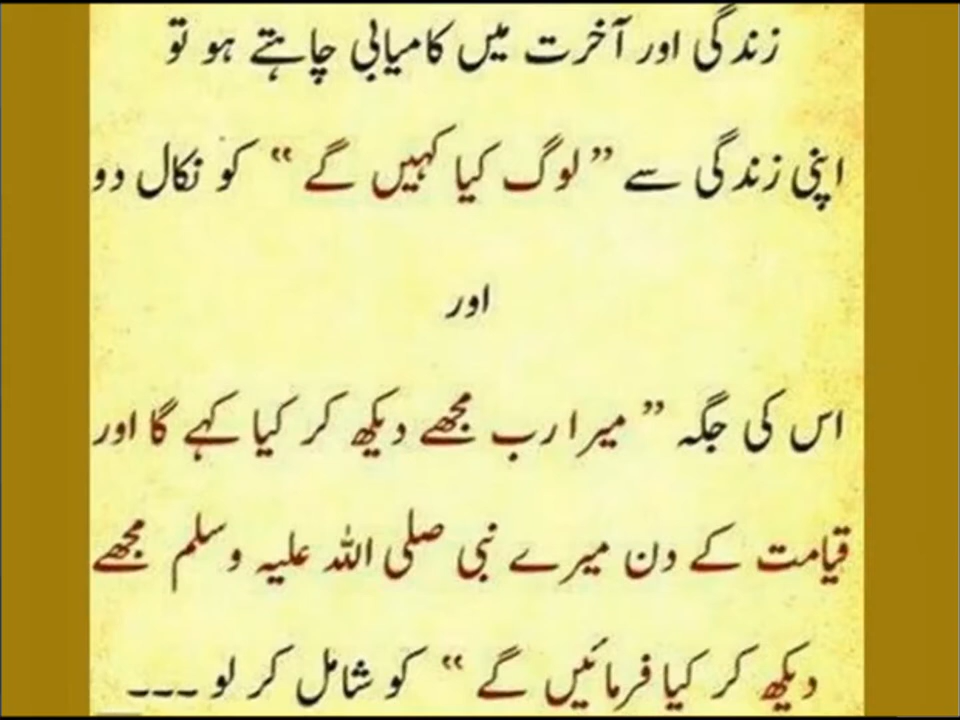 زندگی اور آخرت میں کامیابی چاہتے ہو تو
اپنی زندگی سے ”لوگ کیا کہیں گے“ کو نکال دو
اور
اس کی جگہ ”میرا رب مجھے دیکھ کر کیا کہے گا اور
قیامت کے دن میرے نبی صلی اللہ علیہ وسلم مجھے
دیکھ کر کیا فرمائیں گے“ کو شامل کر لو ۔۔۔